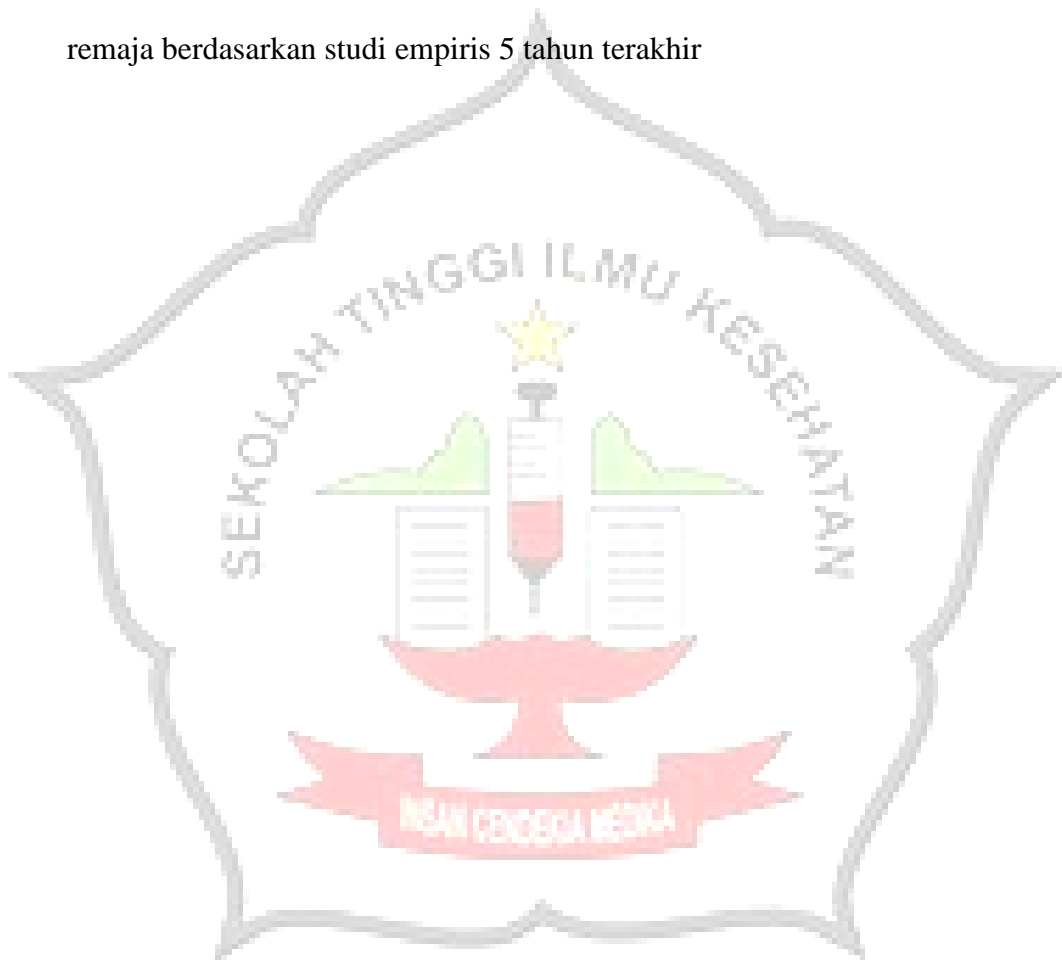 remaja berdasarkan studi empiris 5 tahun terakhir
SEKOLAH TINGGI ILMU KESEHATAN
INSAN CENDEKIA MEDIKA